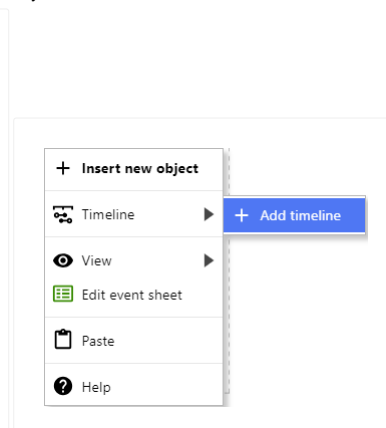 Insert new object
Timeline
Add timeline
View
Edit event sheet
Paste
Help